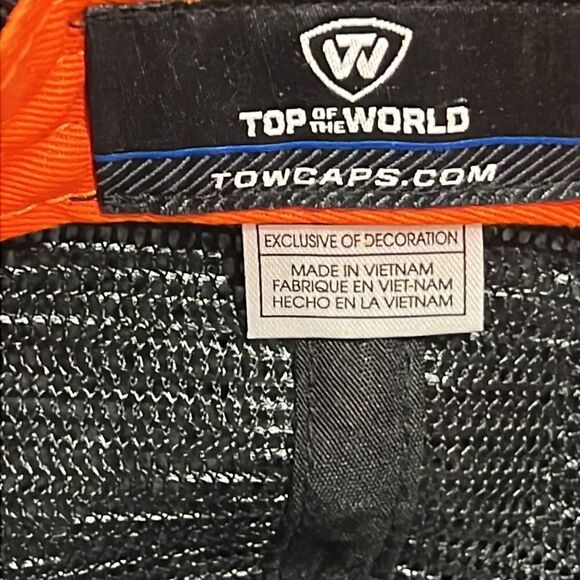 TW
TOP OF THE WORLD
TOWCAPS.COM
EXCLUSIVE OF DECORATION
MADE IN VIETNAM
FABRIQUE EN VIET-NAM
HECHO EN LA VIETNAM